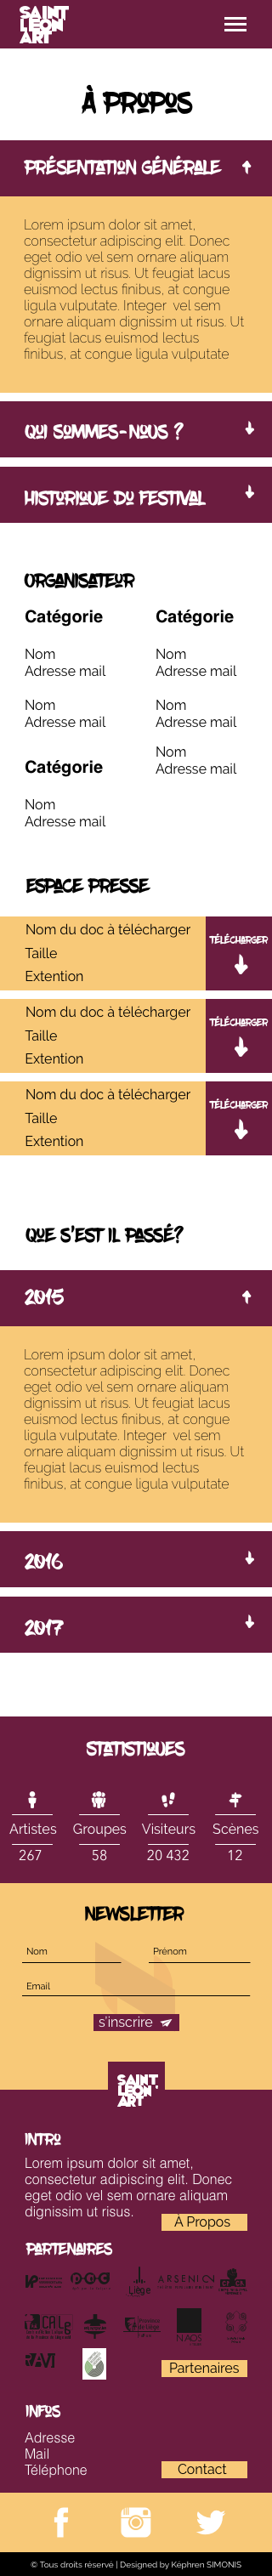 SAINT
LÉON
ART
À PROPOS
PRÉSENTATION GÉNÉRALE
Lorem ipsum dolor sit amet,
consectetur adipiscing elit. Donec
eget odio vel sem ornare aliquam
dignissim ut risus. Ut feugiat lacus
euismod lectus finibus, at congue
ligula vulputate. Integer vel sem
ornare aliquam dignissim ut risus. Ut
feugiat lacus euismod lectus
finibus, at congue ligula vulputate
QUI SOMMES-NOUS ?
HISTORIQUE DU FESTIVAL
ORGANISATEUR
Catégorie
Nom
Adresse mail
Nom
Adresse mail
Catégorie
Nom
Adresse mail
Catégorie
Nom
Adresse mail
Nom
Adresse mail
Nom
Adresse mail
ESPACE PRESSE
Nom du doc à télécharger
Taille
Extention
TÉLÉCHARGER
Nom du doc à télécharger
Taille
Extention
TÉLÉCHARGER
Nom du doc à télécharger
Taille
Extention
TÉLÉCHARGER
QUE S'EST IL PASSÉ?
2015
Lorem ipsum dolor sit amet,
consectetur adipiscing elit. Donec
eget odio vel sem ornare aliquam
dignissim ut risus. Ut feugiat lacus
euismod lectus finibus, at congue
ligula vulputate. Integer vel sem
ornare aliquam dignissim ut risus. Ut
feugiat lacus euismod lectus
finibus, at congue ligula vulputate
2016
2017
STATISTIQUES
Artistes Groupes Visiteurs Scènes
267 58 20 432 12
NEWSLETTER
Nom Prénom
Email
s'inscrire
SAINT
LÉON
ART
INTRO
Lorem ipsum dolor sit amet,
consectetur adipiscing elit. Donec
eget odio vel sem ornare aliquam
dignissim ut risus.
À Propos
PARTENAIRES
Liège ARSENIC
CALC
NAOS
RAVI
Partenaires
INFOS
Adresse
Mail
Téléphone
Contact
© Tous droits réservé | Designed by Képhren SIMONIS